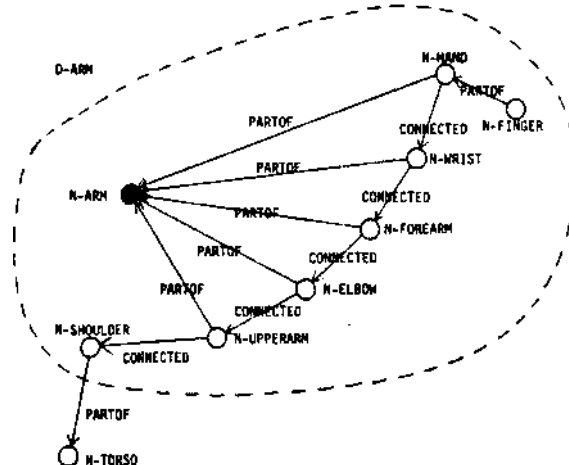 N-HAND
D-ARM
PARTOF
N-FINGER
PARTOF
CONNECTED
N-WRIST
PARTOF
N-ARM
CONNECTED
PARTOF
N-FOREARM
PARTOF
CONNECTED
PARTOF
N-ELBOW
CONNECTED
N-SHOULDER
N-UPPERARM
CONNECTED
PARTOF
N-TORSO